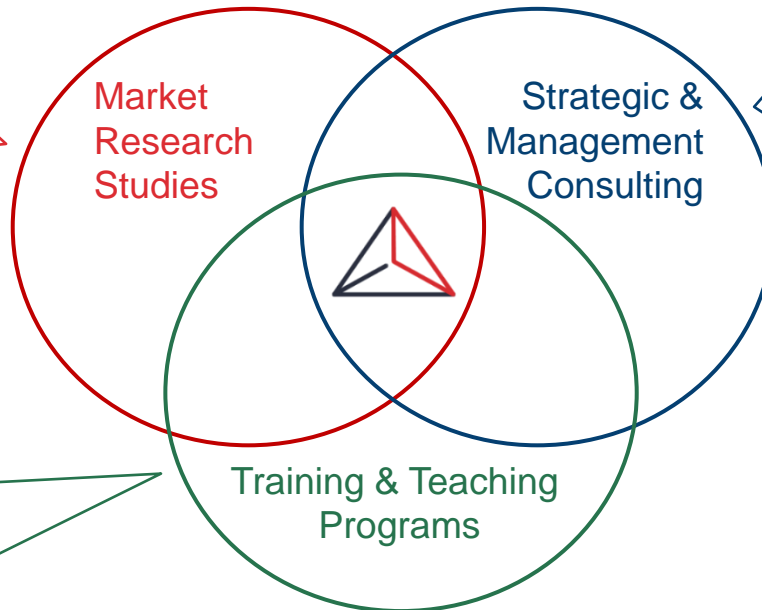 Market
Research
Studies
Strategic &
Management
Consulting
Training & Teaching
Programs